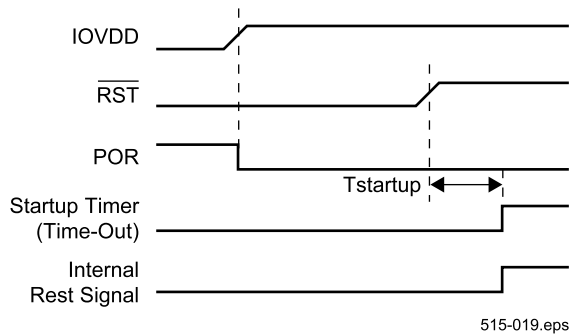 IOVDD
RST
POR
Tstartup
Startup Timer
(Time-Out)
Internal
Rest Signal
515-019.eps